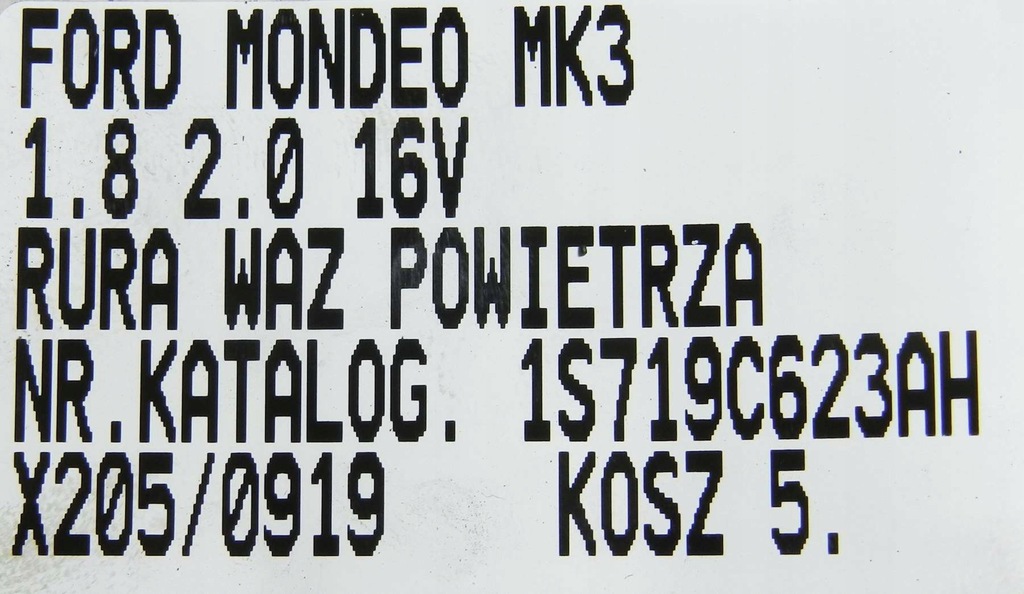 FORD MONDEO MK3
1.8 2.0 16V
RURA WAZ POWIETRZA
NR.KATALOG. 1S719C623AH
X205/0919 KOSZ 5.